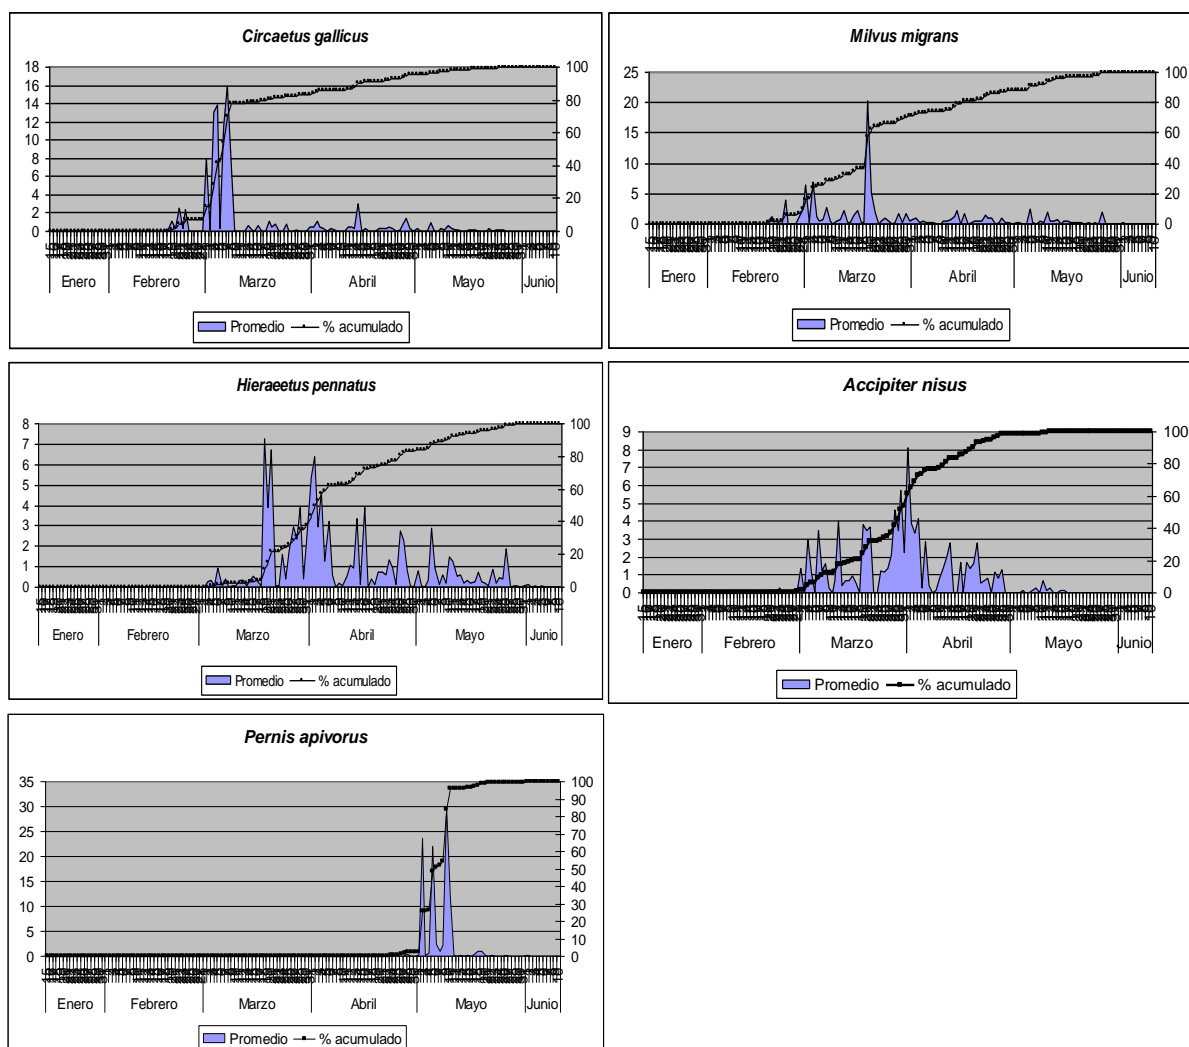 Circaetus gallicus
18 16 14 12 10 8 6 4 2 0
100 80 60 40 20 0
Enero Febrero Marzo Abril Mayo Junio
Promedio % acumulado
Milvus migrans
25 20 15 10 5 0
100 80 60 40 20 0
Enero Febrero Marzo Abril Mayo Junio
Promedio % acumulado
Hieraeetus pennatus
8 7 6 5 4 3 2 1 0
100 80 60 40 20 0
Enero Febrero Marzo Abril Mayo Junio
Promedio % acumulado
Accipiter nisus
9 8 7 6 5 4 3 2 1 0
100 80 60 40 20 0
Enero Febrero Marzo Abril Mayo Junio
Promedio % acumulado
Pernis apivorus
35 30 25 20 15 10 5 0
100 90 80 70 60 50 40 30 20 10 0
Enero Febrero Marzo Abril Mayo Junio
Promedio % acumulado